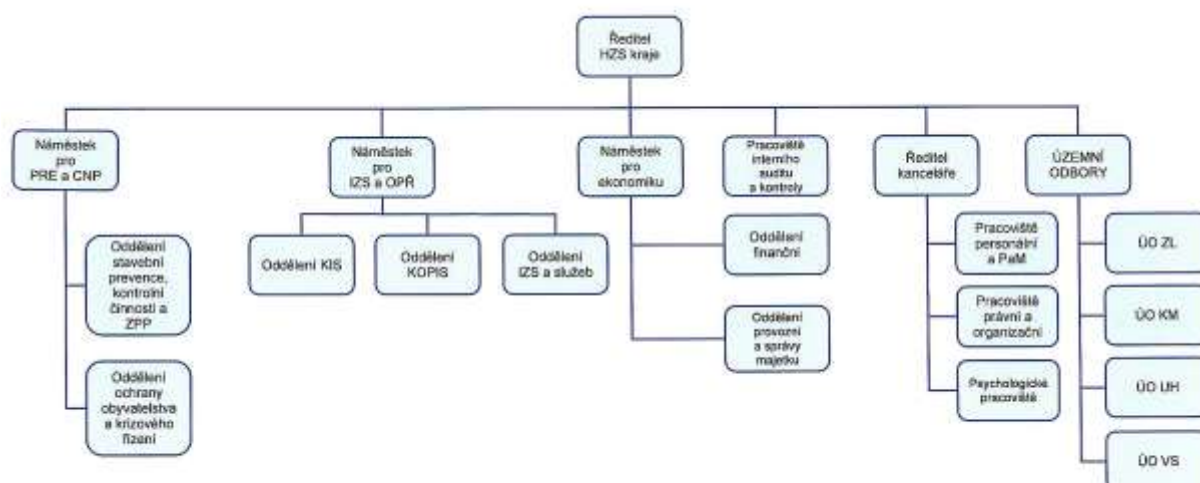 Ředitel
HZS kraje
Náměstek
pro
PRE a CNP
Náměstek
pro
IZS a OPŘ
Náměstek
pro
ekonomiku
Pracoviště
interního
auditu
a kontroly
Ředitel
kanceláře
ÚZEMNÍ
ODBORY
Oddělení
stavební
prevence,
kontrolní
činnosti a
ZPP
Oddělení
ochrany
obyvatelstva
a krizového
řízení
Oddělení KIS
Oddělení
KOPIS
Oddělení
IZS a služeb
Oddělení
finanční
Oddělení
provozní
a správy
majetku
Pracoviště
personální
a PaM
Pracoviště
právní a
organizační
Psychologické
pracoviště
ÚO ZL
ÚO KM
ÚO UH
ÚO VS